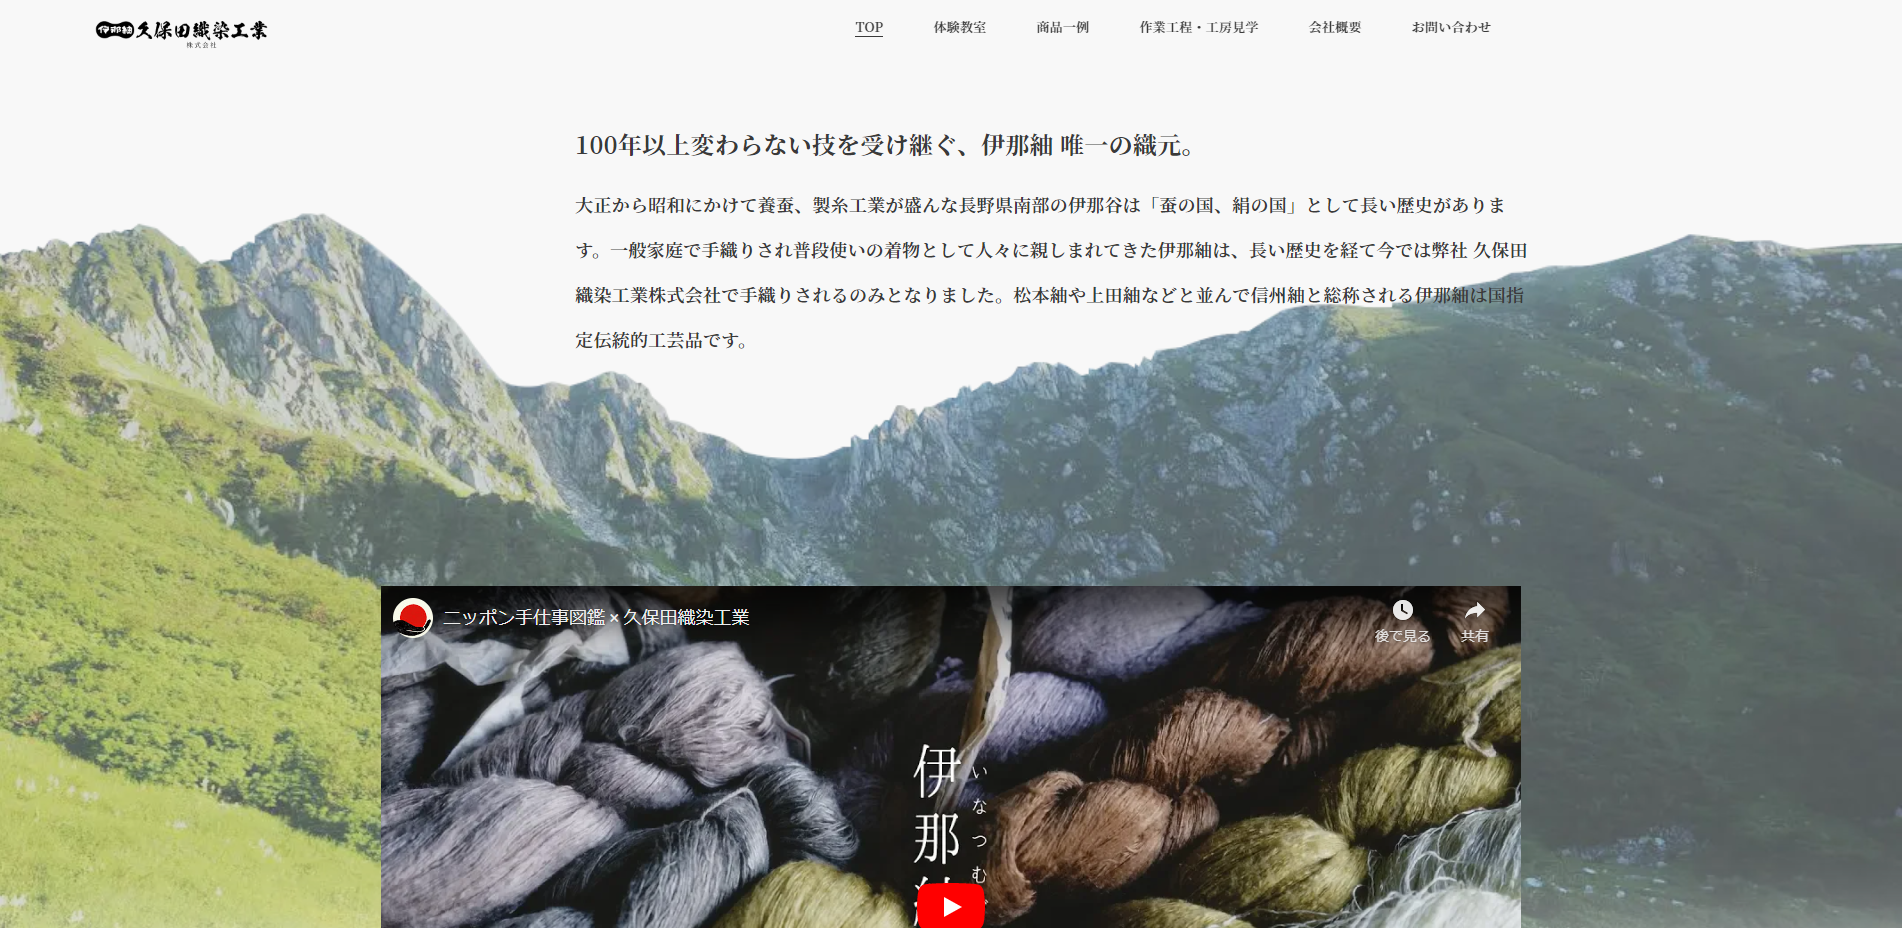 伊那紬 久保田織染工業
株式会社
TOP
体験教室
商品一例
作業工程・工房見学
会社概要
お問い合わせ
100年以上変わらない技を受け継ぐ、伊那紬 唯一の織元。
大正から昭和にかけて養蚕、製糸工業が盛んな長野県南部の伊那谷は「蚕の国、絹の国」として長い歴史がありま
す。一般家庭で手織りされ普段使いの着物として人々に親しまれてきた伊那紬は、長い歴史を経て今では弊社 久保田
織染工業株式会社で手織りされるのみとなりました。松本紬や上田紬などと並んで信州紬と総称される伊那紬は国指
定伝統的工芸品です。
ニッポン手仕事図鑑 × 久保田織染工業
後で見る
共有
伊那
いなつむ